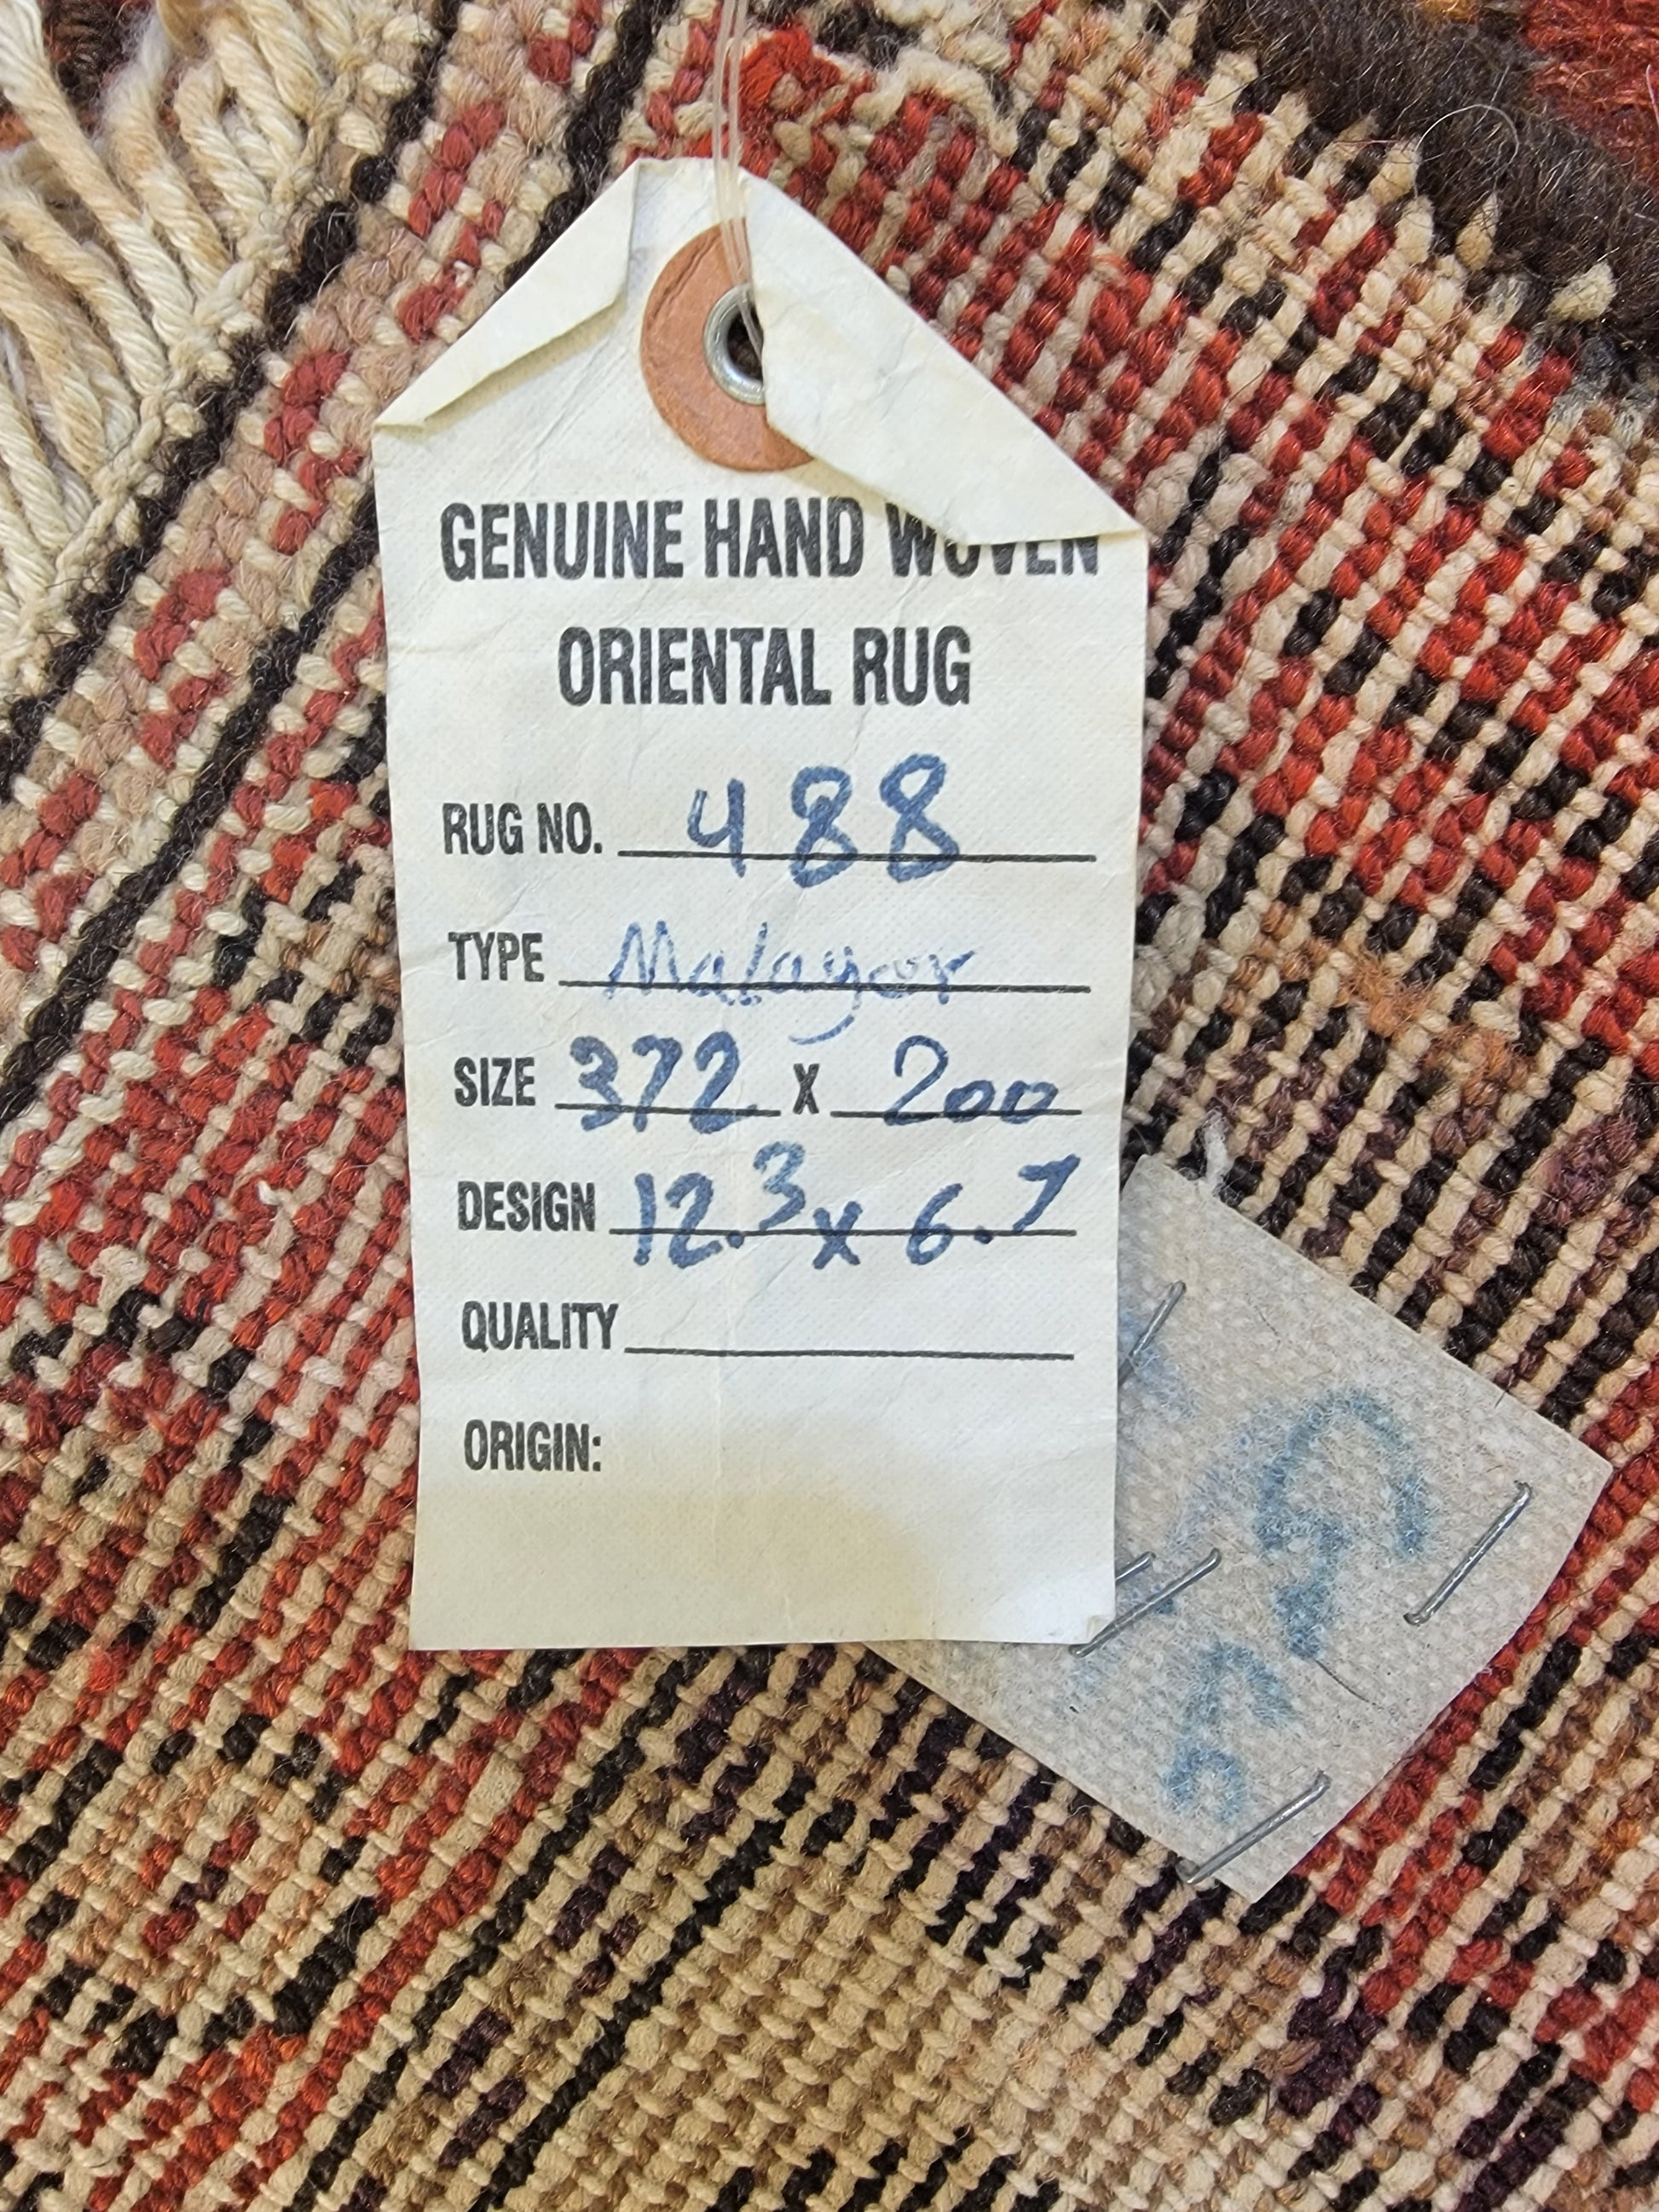 GENUINE HAND WOVEN
ORIENTAL RUG
RUG NO. 488
TYPE Malayor
SIZE 372 X 200
DESIGN 12.3 x 6.7
QUALITY
ORIGIN: